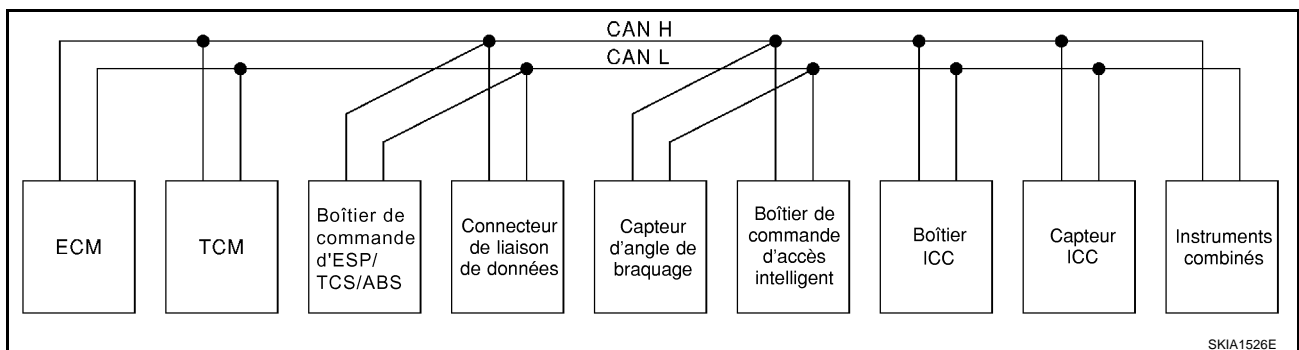 CAN H
CAN L
ECM
TCM
Boîtier de
commande
d'ESP/
TCS/ABS
Connecteur
de liaison
de données
Capteur
d'angle de
braquage
Boîtier de
commande
d'accès
intelligent
Boîtier
ICC
Capteur
ICC
Instruments
combinés
SKIA1526E